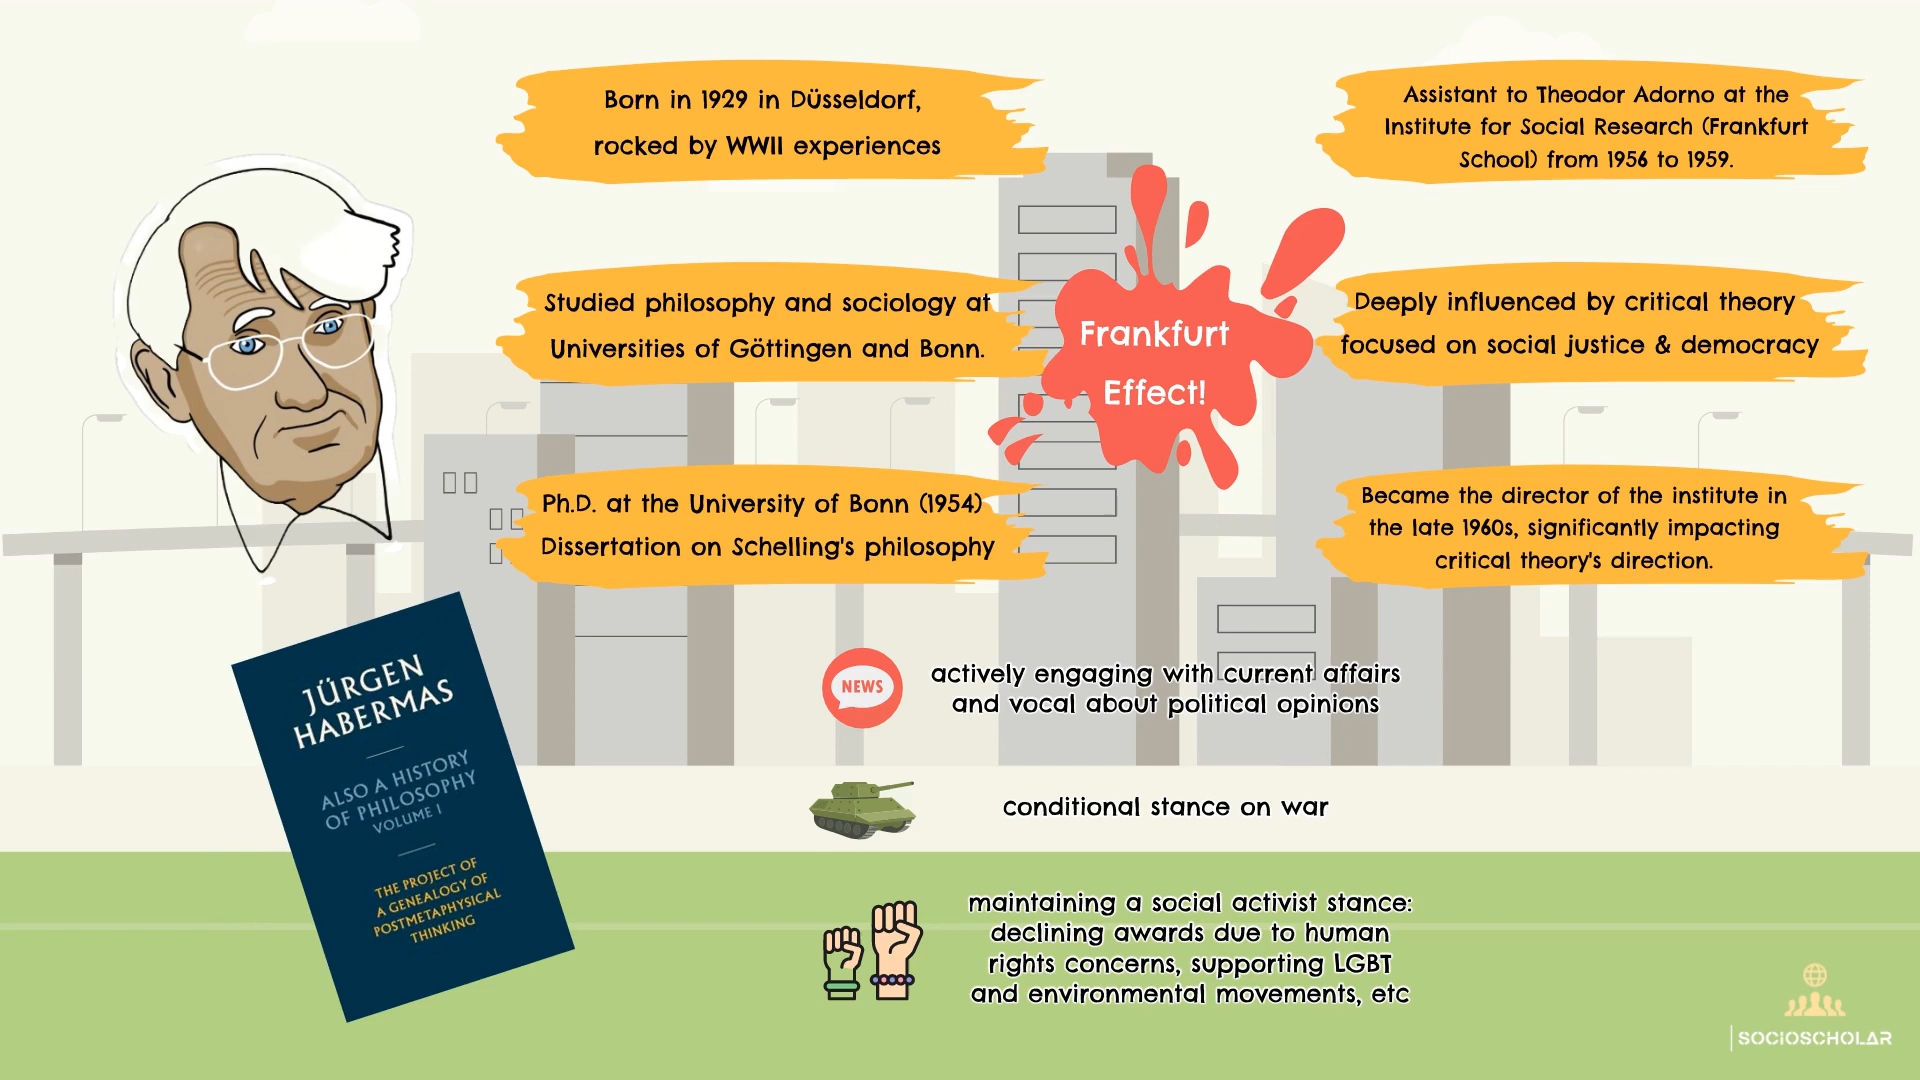 Born in 1929 in Düsseldorf,
rocked by WWII experiences
Studied philosophy and sociology at
Universities of Göttingen and Bonn.
Ph.D. at the University of Bonn (1954)
Dissertation on Schelling's philosophy
Frankfurt
Effect!
Assistant to Theodor Adorno at the
Institute for Social Research (Frankfurt
School) from 1956 to 1959.
Deeply influenced by critical theory
focused on social justice & democracy
Became the director of the institute in
the late 1960s, significantly impacting
critical theory's direction.
JÜRGEN
HABERMAS
ALSO A HISTORY
OF PHILOSOPHY
VOLUME I
THE PROJECT OF
A GENEALOGY OF
POSTMETAPHYSICAL
THINKING
NEWS
actively engaging with current affairs
and vocal about political opinions
conditional stance on war
maintaining a social activist stance:
declining awards due to human
rights concerns, supporting LGBT
and environmental movements, etc
SOCIOSCHOLAR